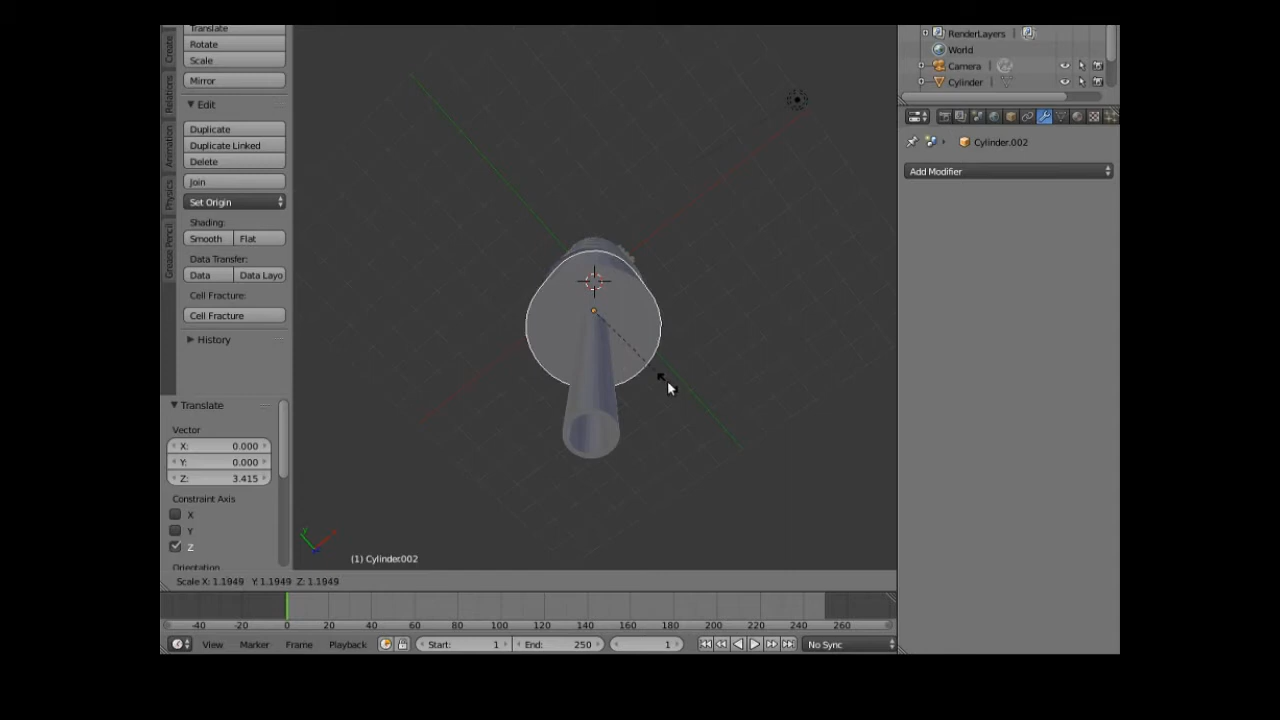 Translate
Rotate
Scale
Mirror
Edit
Duplicate
Duplicate Linked
Delete
Join
Set Origin
Shading:
Smooth Flat
Data Transfer:
Data Data Layo
Cell Fracture:
Cell Fracture
History
Create
Relations
Animation
Physics
Grease Pencil
Translate
Vector
X: 0.000
Y: 0.000
Z: 3.415
Constraint Axis
X
Y
Z
Orientation
(1) Cylinder.002
Scale X: 1.1949 Y: 1.1949 Z: 1.1949
-40 -20 0 20 40 60 80 100 120 140 160 180 200 220 240 260
View Marker Frame Playback Start: 1 End: 250 1 No Sync
RenderLayers
World
Camera
Cylinder
Cylinder.002
Add Modifier